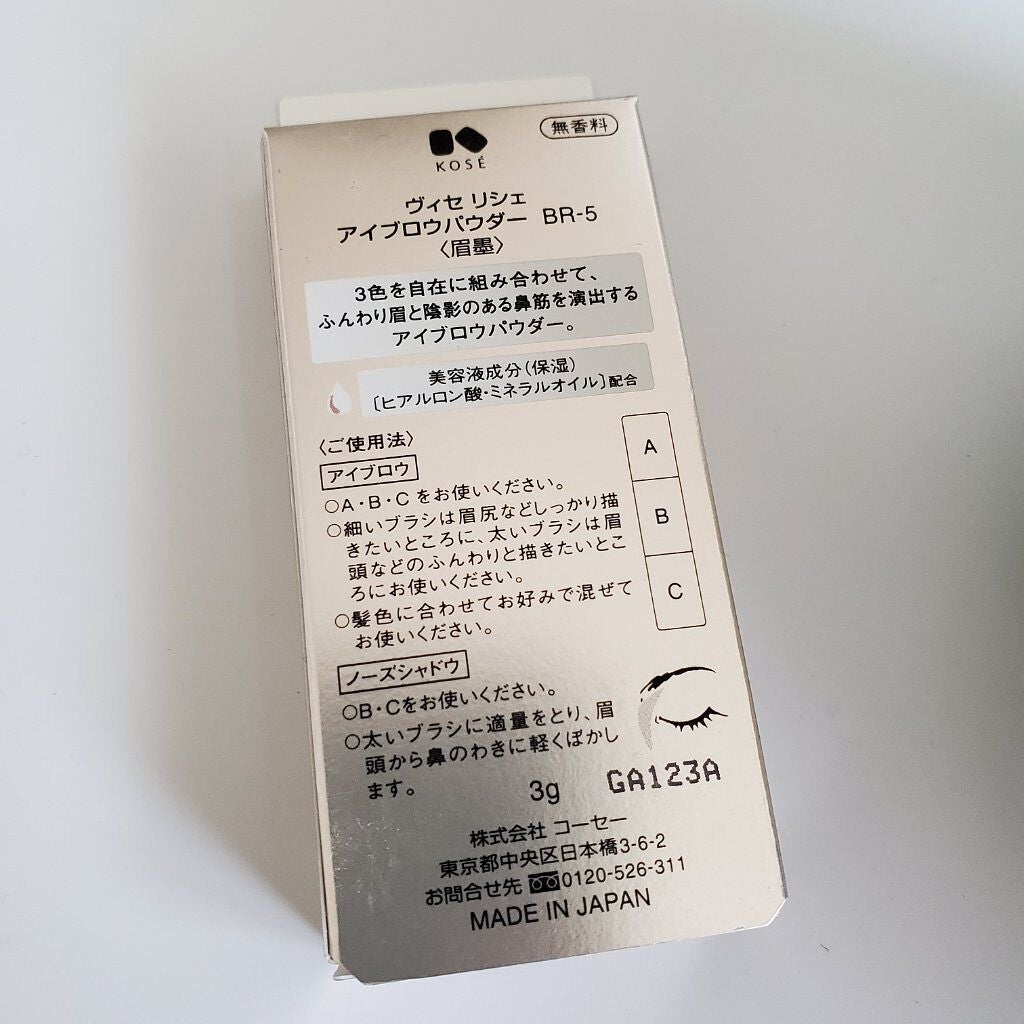 KOSÉ
無香料
ヴィセ リシェ
アイブロウパウダー BR-5
〈眉墨〉
3色を自在に組み合わせて、
ふんわり眉と陰影のある鼻筋を演出する
アイブロウパウダー。
美容液成分(保湿)
[ヒアルロン酸・ミネラルオイル]配合
〈ご使用法〉
アイブロウ
○A・B・Cをお使いください。
○細いブラシは眉尻などしっかり描
きたいところに、太いブラシは眉
頭などのふんわりと描きたいとこ
ろにお使いください。
○髪色に合わせてお好みで混ぜて
お使いください。
A
B
C
ノーズシャドウ
○B・Cをお使いください。
○太いブラシに適量をとり、眉
頭から鼻のわきに軽くぼかし
ます。
3g
GA123A
株式会社 コーセー
東京都中央区日本橋3-6-2
お問合せ先 0120-526-311
MADE IN JAPAN